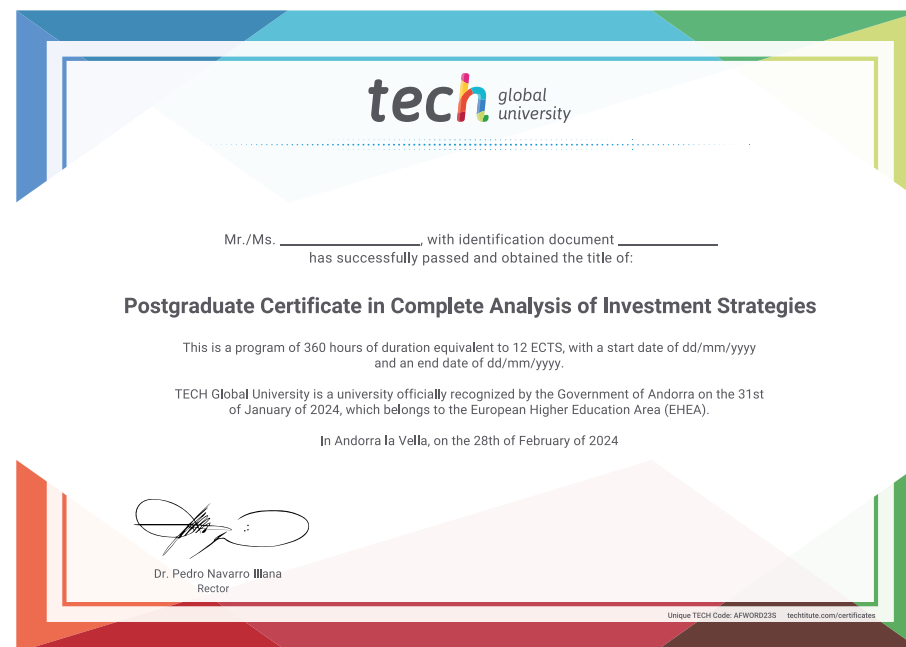 tech global
university
Mr./Ms. ____________, with identification document ____________
has successfully passed and obtained the title of:
Postgraduate Certificate in Complete Analysis of Investment Strategies
This is a program of 360 hours of duration equivalent to 12 ECTS, with a start date of dd/mm/yyyy
and an end date of dd/mm/yyyy.
TECH Global University is a university officially recognized by the Government of Andorra on the 31st
of January of 2024, which belongs to the European Higher Education Area (EHEA).
In Andorra la Vella, on the 28th of February of 2024
Dr. Pedro Navarro Illana
Rector
Unique TECH Code: AFWORD23S techtitute.com/certificates